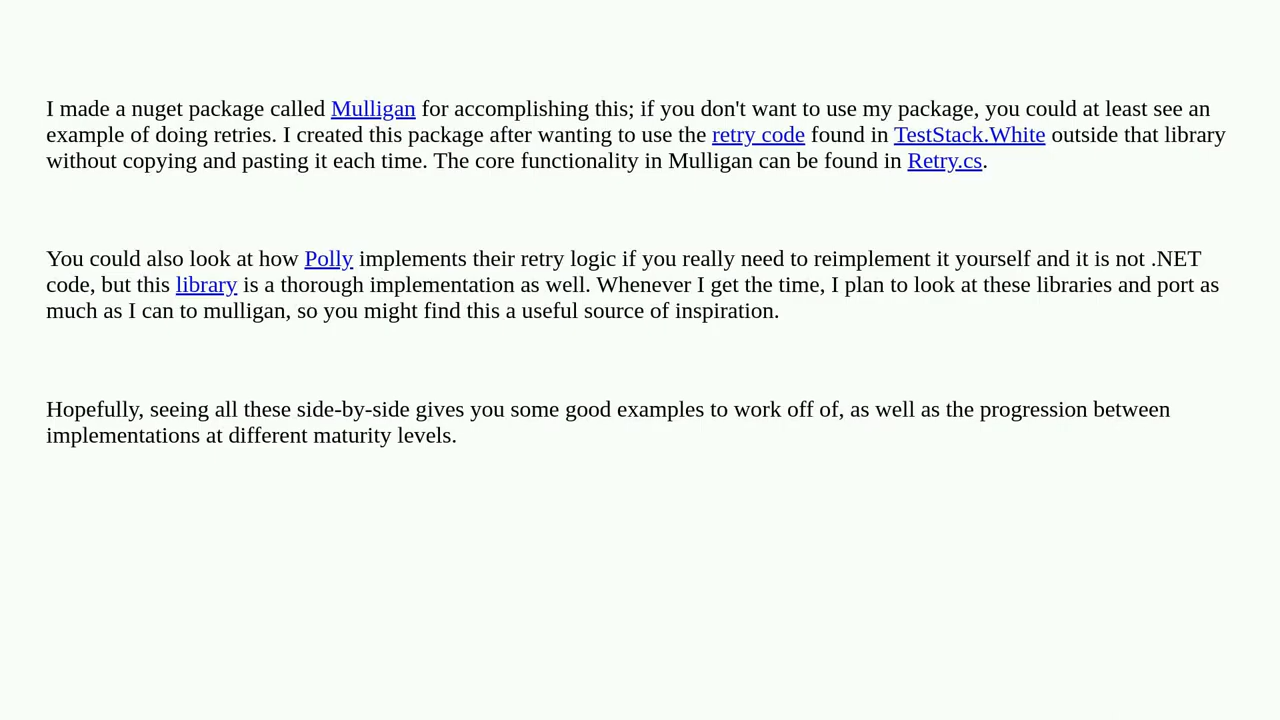 I made a nuget package called Mulligan for accomplishing this; if you don't want to use my package, you could at least see an
example of doing retries. I created this package after wanting to use the retry code found in TestStack.White outside that library
without copying and pasting it each time. The core functionality in Mulligan can be found in Retry.cs.
You could also look at how Polly implements their retry logic if you really need to reimplement it yourself and it is not .NET
code, but this library is a thorough implementation as well. Whenever I get the time, I plan to look at these libraries and port as
much as I can to mulligan, so you might find this a useful source of inspiration.
Hopefully, seeing all these side-by-side gives you some good examples to work off of, as well as the progression between
implementations at different maturity levels.